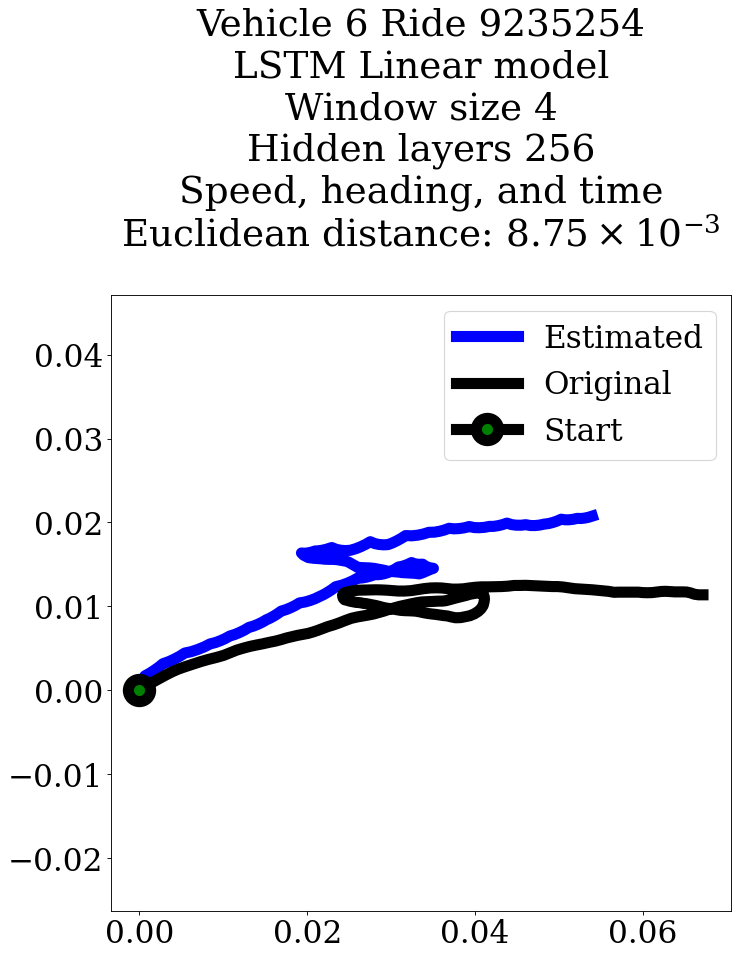 Vehicle 6 Ride 9235254
LSTM Linear model
Window size 4
Hidden layers 256
Speed, heading, and time
Euclidean distance: 8.75 × 10⁻³
Estimated
Original
Start
0.04
0.03
0.02
0.01
0.00
−0.01
−0.02
0.00 0.02 0.04 0.06